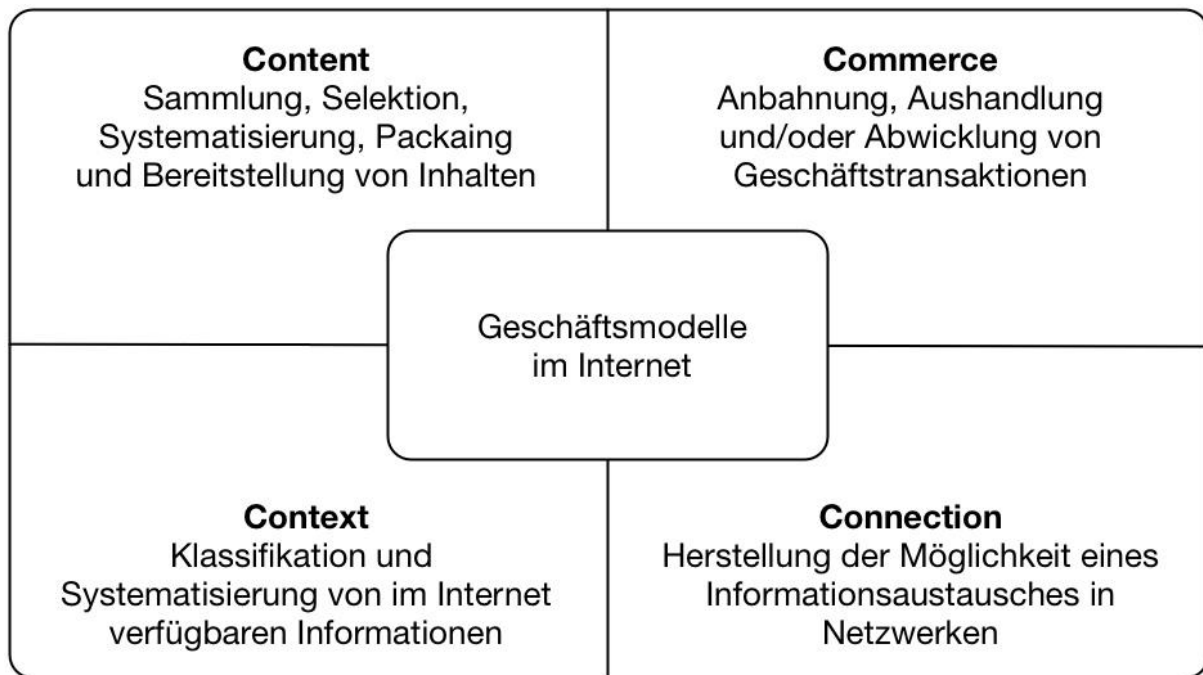 Content
Sammlung, Selektion,
Systematisierung, Packaing
und Bereitstellung von Inhalten
Commerce
Anbahnung, Aushandlung
und/oder Abwicklung von
Geschäftstransaktionen
Geschäftsmodelle
im Internet
Context
Klassifikation und
Systematisierung von im Internet
verfügbaren Informationen
Connection
Herstellung der Möglichkeit eines
Informationsaustausches in
Netzwerken